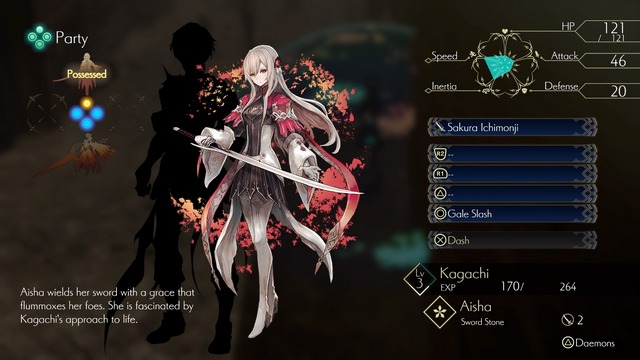 Party
Possessed
HP 121
/ 121
Speed
Attack 46
Inertia
Defense 20
Sakura Ichimonji
R2 --
R1 --
--
Gale Slash
Dash
Lv 3
Kagachi
EXP 170/ 264
Aisha
Sword Stone
2
Daemons
Aisha wields her sword with a grace that
flummoxes her foes. She is fascinated by
Kagachi's approach to life.